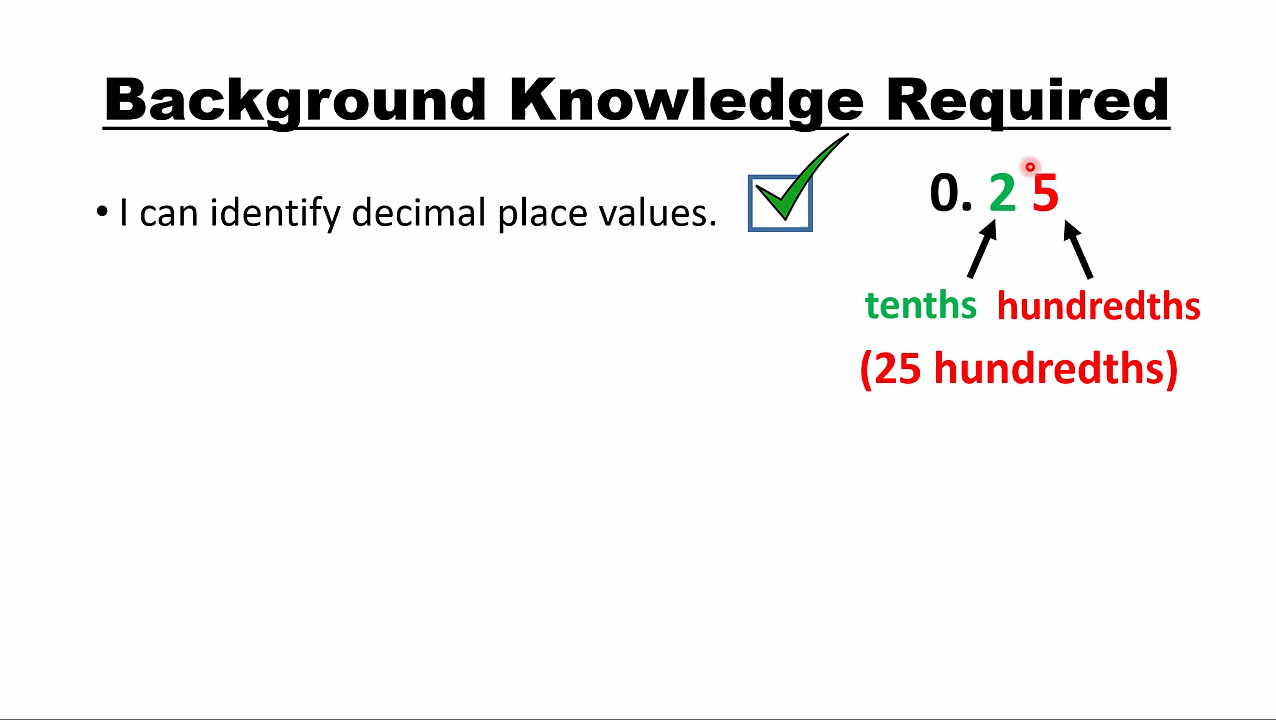 Background Knowledge Required
• I can identify decimal place values.
0. 2 5
tenths hundredths
(25 hundredths)